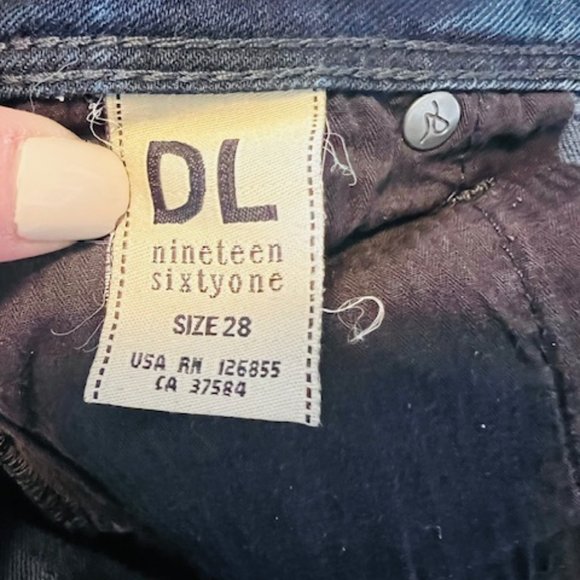 DL
nineteen
sixtyone
SIZE 28
USA RN 126855
CA 37584